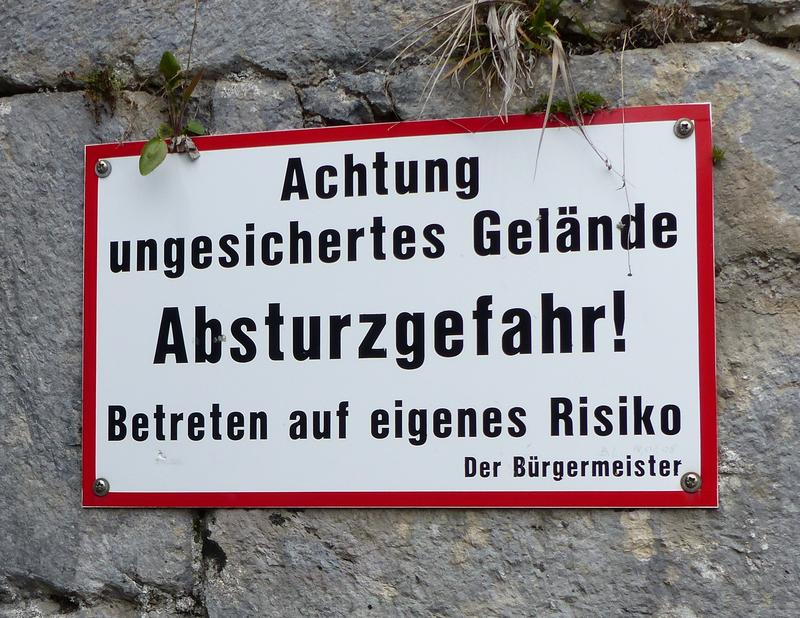 Achtung
ungesichertes Gelände
Absturzgefahr!
Betreten auf eigenes Risiko
Der Bürgermeister